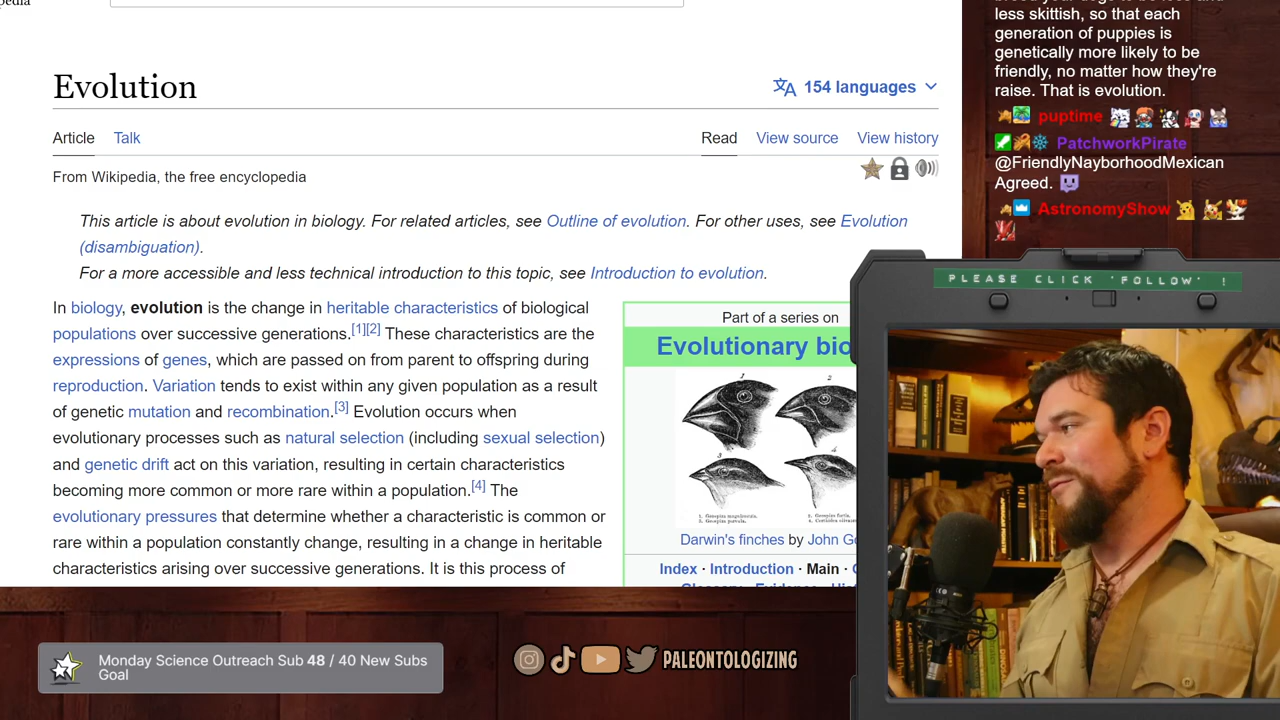 pedia
Evolution
154 languages
Article Talk
Read View source View history
From Wikipedia, the free encyclopedia
This article is about evolution in biology. For related articles, see Outline of evolution. For other uses, see Evolution
(disambiguation).
For a more accessible and less technical introduction to this topic, see Introduction to evolution.
In biology, evolution is the change in heritable characteristics of biological
populations over successive generations.[1][2] These characteristics are the
expressions of genes, which are passed on from parent to offspring during
reproduction. Variation tends to exist within any given population as a result
of genetic mutation and recombination.[3] Evolution occurs when
evolutionary processes such as natural selection (including sexual selection)
and genetic drift act on this variation, resulting in certain characteristics
becoming more common or more rare within a population.[4] The
evolutionary pressures that determine whether a characteristic is common or
rare within a population constantly change, resulting in a change in heritable
characteristics arising over successive generations. It is this process of
Part of a series on
Evolutionary bio
Darwin's finches by John Go
Index · Introduction · Main ·
less skittish, so that each
generation of puppies is
genetically more likely to be
friendly, no matter how they're
raise. That is evolution.
puptime
PatchworkPirate
@FriendlyNayborhoodMexican
Agreed.
AstronomyShow
PLEASE CLICK 'FOLLOW' !
Monday Science Outreach Sub 48 / 40 New Subs
Goal
PALEONTOLOGIZING